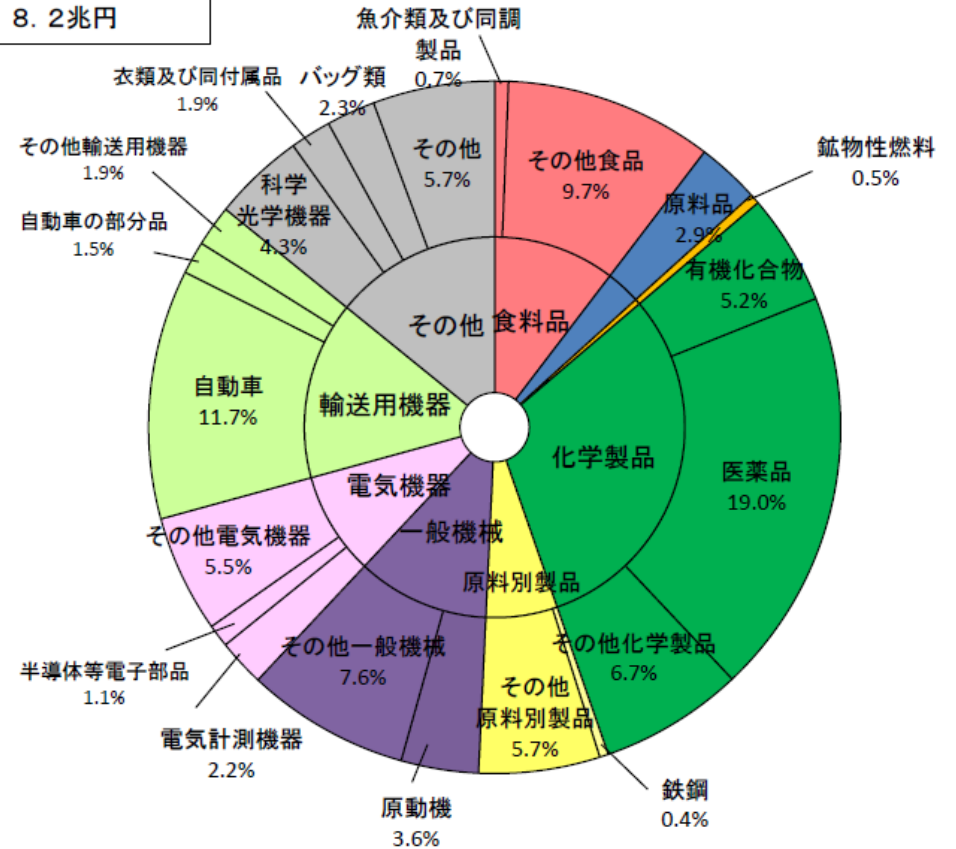 8．2兆円
魚介類及び同調
製品
0.7%
その他食品
9.7%
原料品
2.9%
鉱物性燃料
0.5%
有機化合物
5.2%
医薬品
19.0%
その他化学製品
6.7%
鉄鋼
0.4%
その他
原料別製品
5.7%
原動機
3.6%
その他一般機械
7.6%
電気計測機器
2.2%
半導体等電子部品
1.1%
その他電気機器
5.5%
自動車
11.7%
自動車の部分品
1.5%
その他輸送用機器
1.9%
科学
光学機器
4.3%
衣類及び同付属品
1.9%
バッグ類
2.3%
その他
5.7%
食料品
化学製品
原料別製品
一般機械
電気機器
輸送用機器
その他